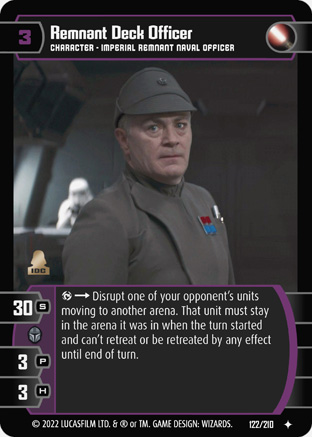 3 Remnant Deck Officer
CHARACTER - IMPERIAL REMNANT NAVAL OFFICER
IDC
30 S
3 P
3 H
→ Disrupt one of your opponent's units
moving to another arena. That unit must stay
in the arena it was in when the turn started
and can't retreat or be retreated by any effect
until end of turn.
© 2022 LUCASFILM LTD. & ® or TM. GAME DESIGN: WIZARDS. 122/210